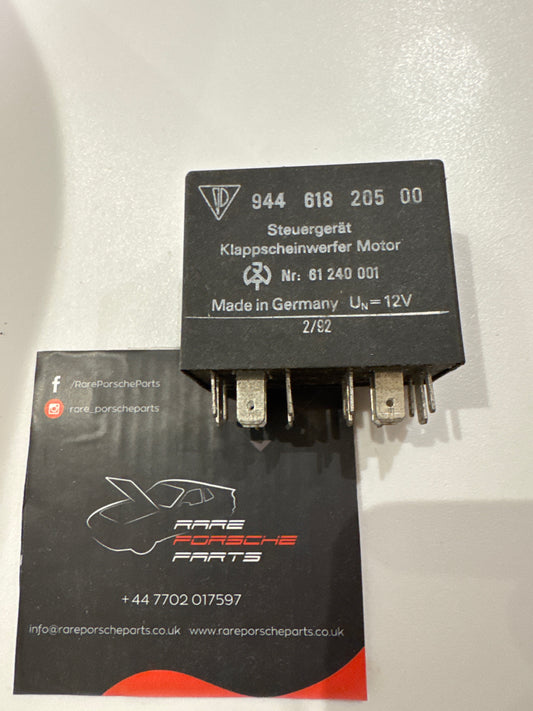 944 618 205 00
Steuergerät
Klappscheinwerfer Motor
Nr: 61 240 001
Made in Germany UN=12V
2/92
/RarePorscheParts
rare_porscheparts
RARE
PORSCHE
PARTS
+44 7702 017597
info@rareporscheparts.co.uk www.rareporscheparts.co.uk